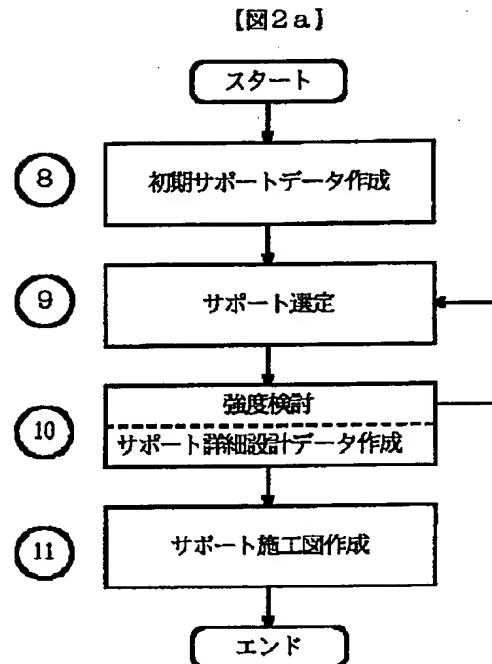 【図2a】
スタート
8
初期サポートデータ作成
9
サポート選定
強度検討
10
サポート詳細設計データ作成
11
サポート施工図作成
エンド